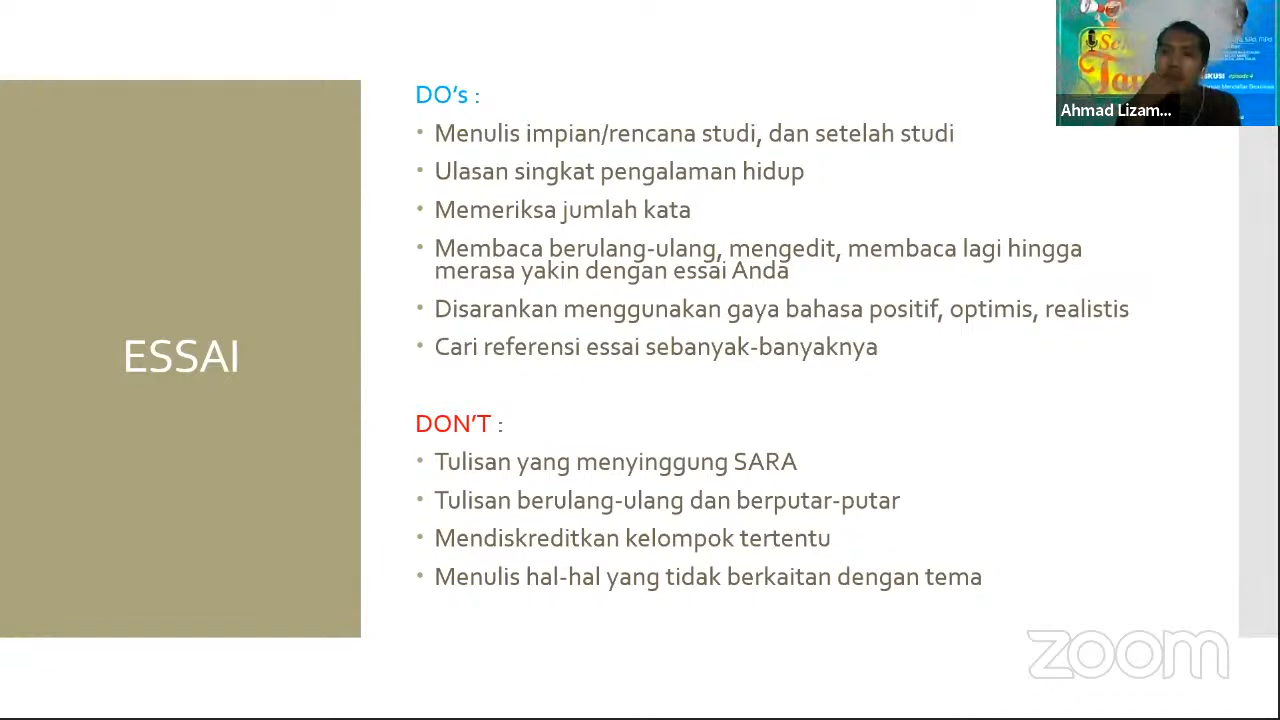 ESSAI
DO's :
• Menulis impian/rencana studi, dan setelah studi
• Ulasan singkat pengalaman hidup
• Memeriksa jumlah kata
• Membaca berulang-ulang, mengedit, membaca lagi hingga
merasa yakin dengan essai Anda
• Disarankan menggunakan gaya bahasa positif, optimis, realistis
• Cari referensi essai sebanyak-banyaknya
DON'T :
• Tulisan yang menyinggung SARA
• Tulisan berulang-ulang dan berputar-putar
• Mendiskreditkan kelompok tertentu
• Menulis hal-hal yang tidak berkaitan dengan tema
episode 4
Ahmad Lizam...
zoom